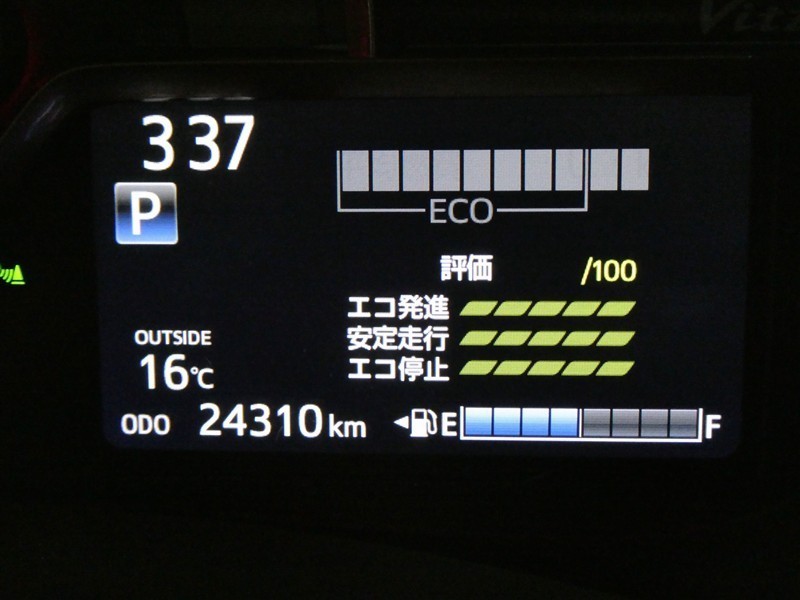 3 37
P
ECO
評価 /100
エコ発進
安定走行
エコ停止
OUTSIDE
16℃
ODO 24310 km
E F